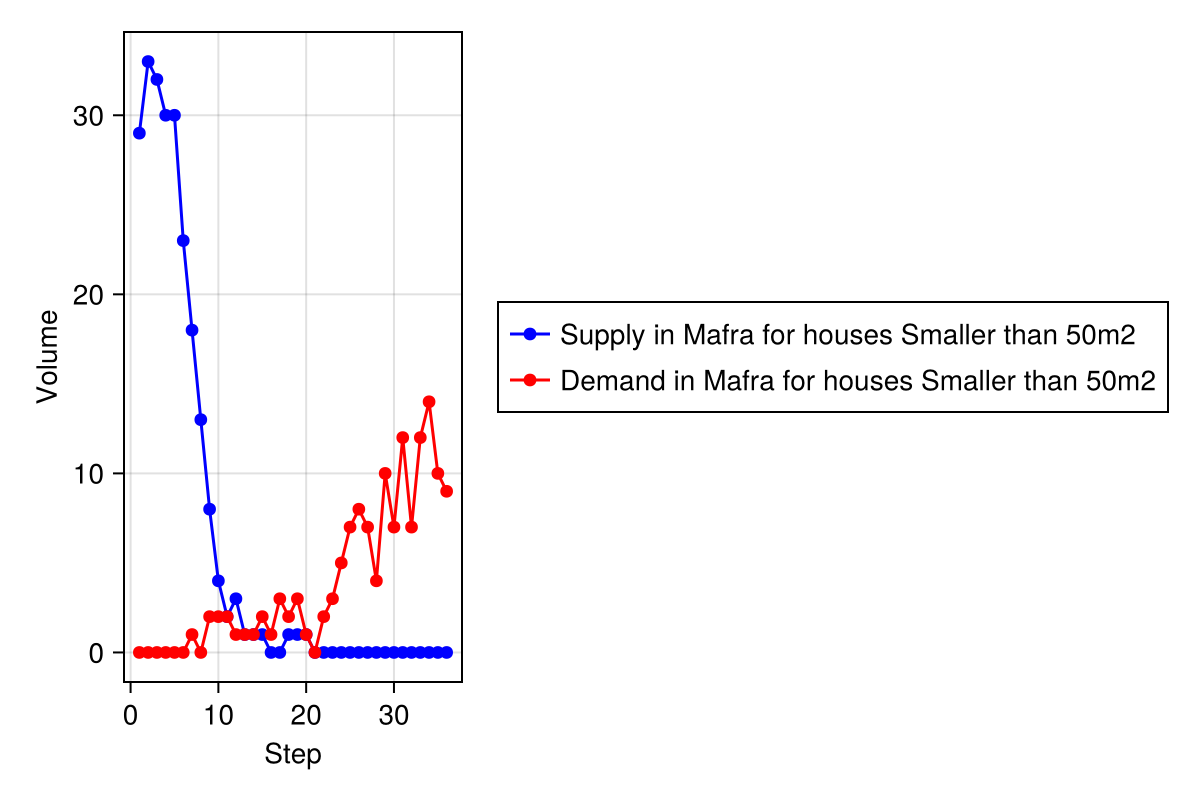 30
20
10
0
Volume
0 10 20 30
Step
Supply in Mafra for houses Smaller than 50m2
Demand in Mafra for houses Smaller than 50m2